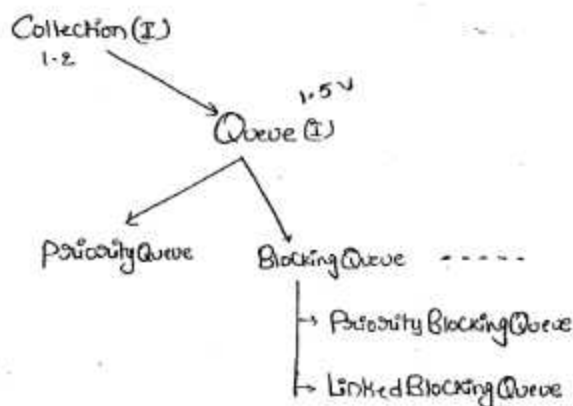 Collection (I)
1.2
1.5 V
Queue (I)
PriorityQueue
BlockingQueue -----
PriorityBlockingQueue
LinkedBlockingQueue